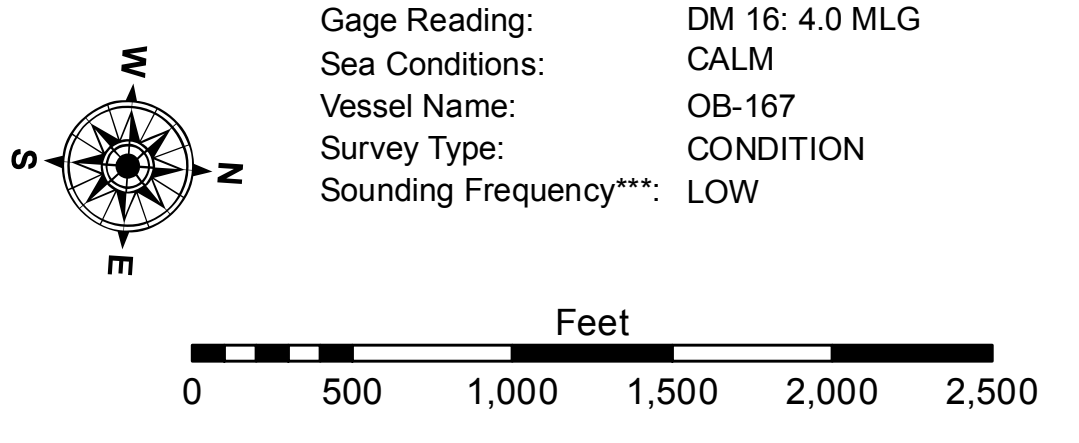 Gage Reading: DM 16: 4.0 MLG
Sea Conditions: CALM
Vessel Name: OB-167
Survey Type: CONDITION
Sounding Frequency***: LOW
W
S N
E
Feet
0 500 1,000 1,500 2,000 2,500